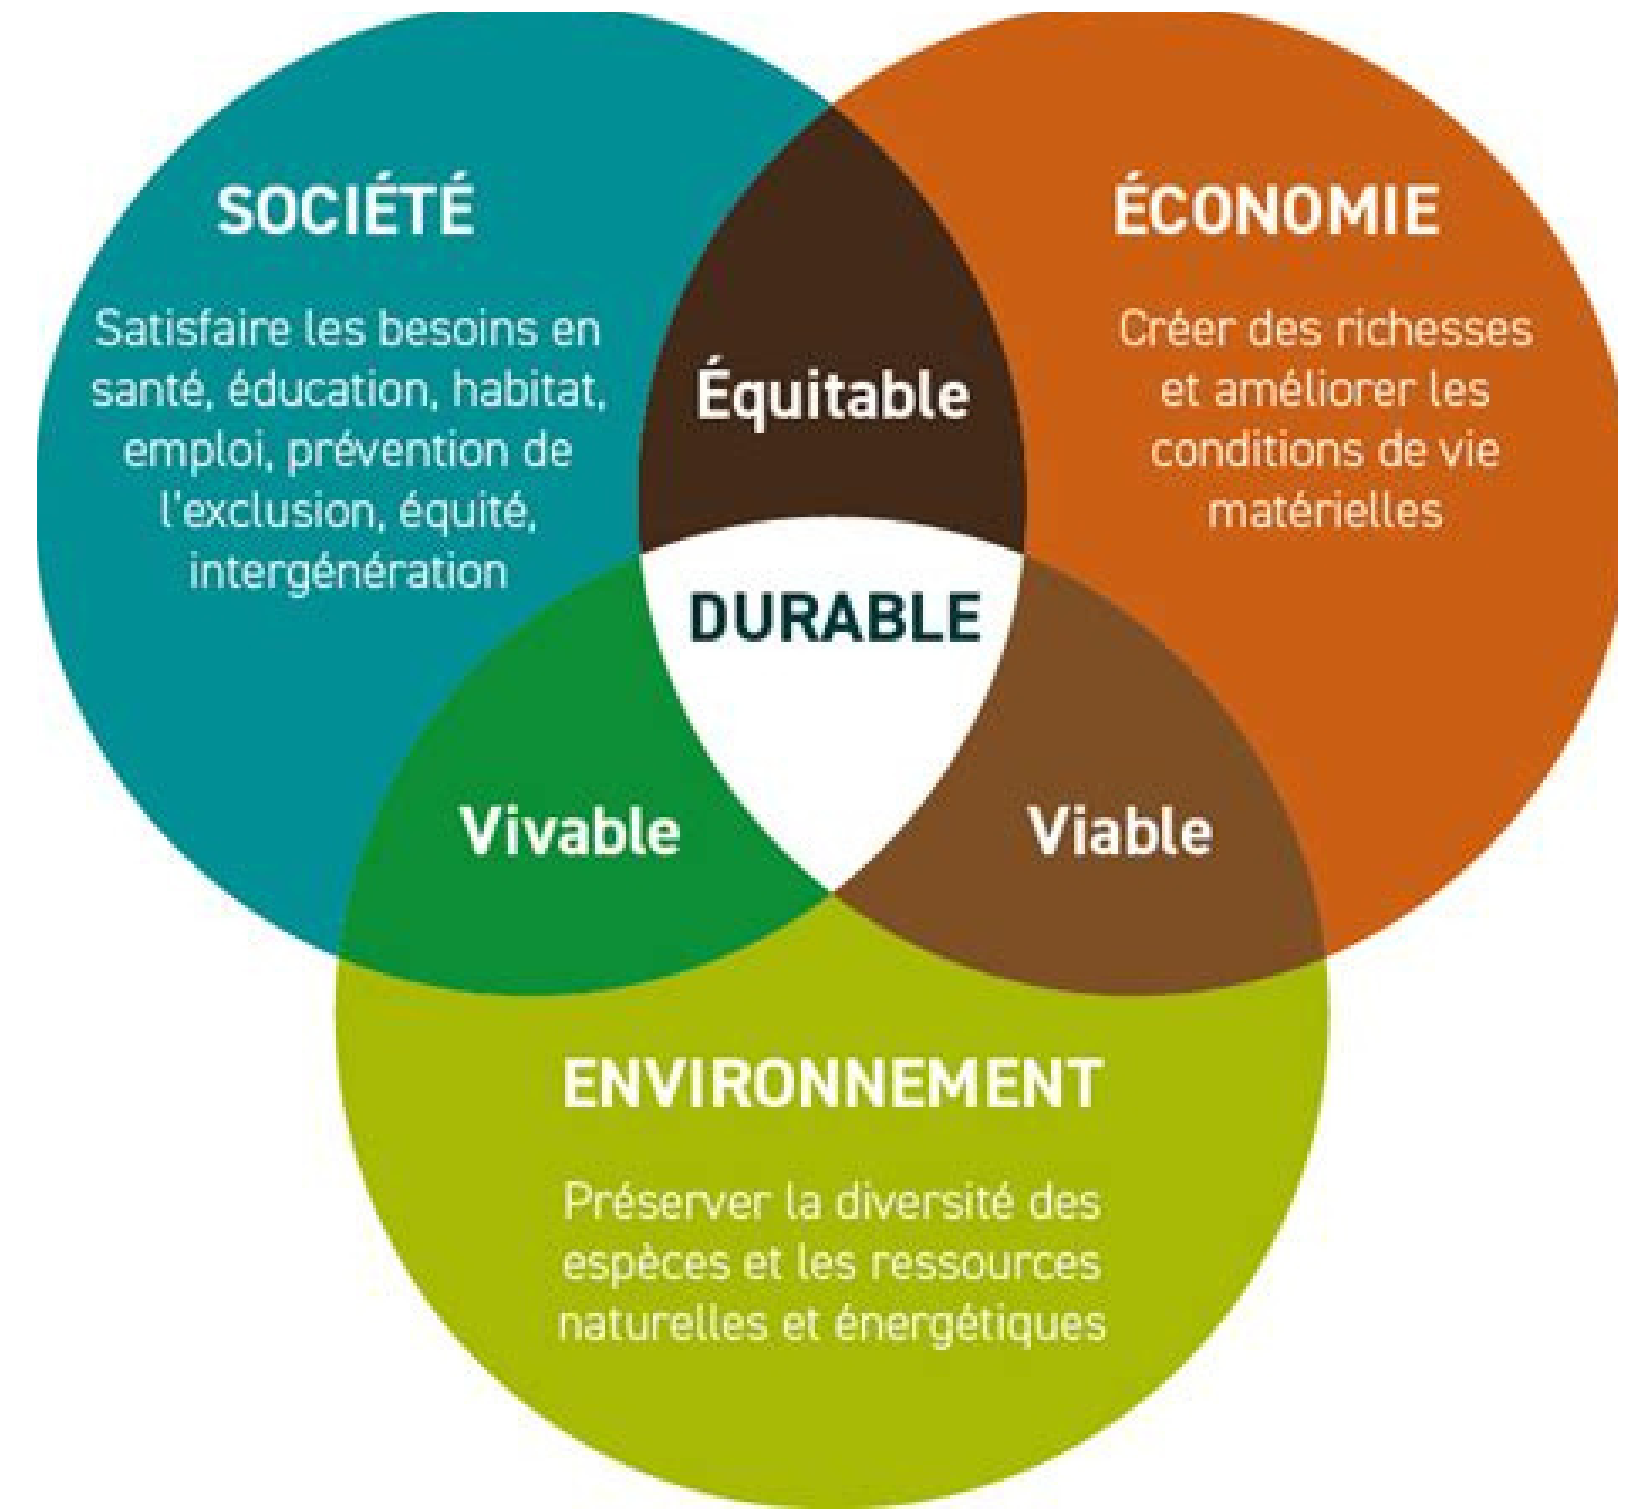 SOCIÉTÉ
Satisfaire les besoins en
santé, éducation, habitat,
emploi, prévention de
l'exclusion, équité,
intergénération
ÉCONOMIE
Créer des richesses
et améliorer les
conditions de vie
matérielles
Équitable
DURABLE
Vivable
Viable
ENVIRONNEMENT
Préserver la diversité des
espèces et les ressources
naturelles et énergétiques